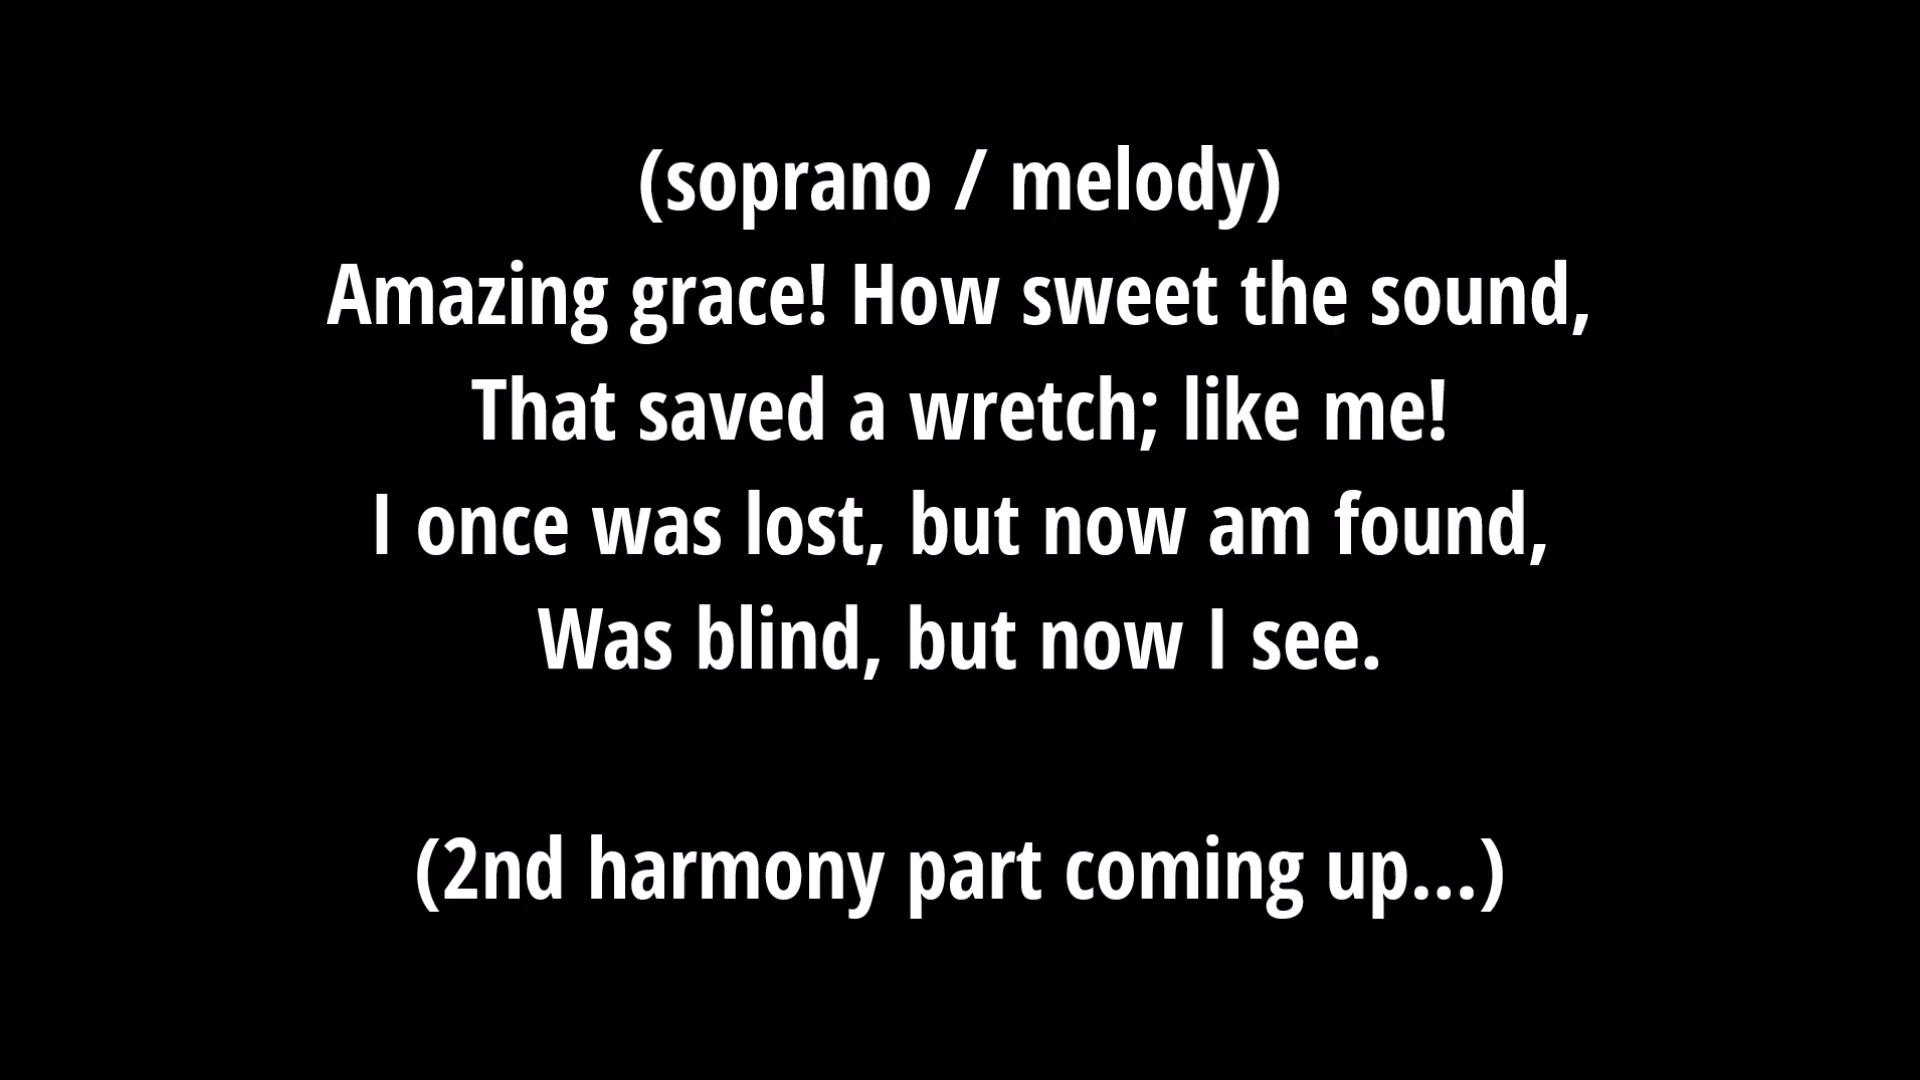 (soprano / melody)
Amazing grace! How sweet the sound,
That saved a wretch; like me!
I once was lost, but now am found,
Was blind, but now I see.
(2nd harmony part coming up...)